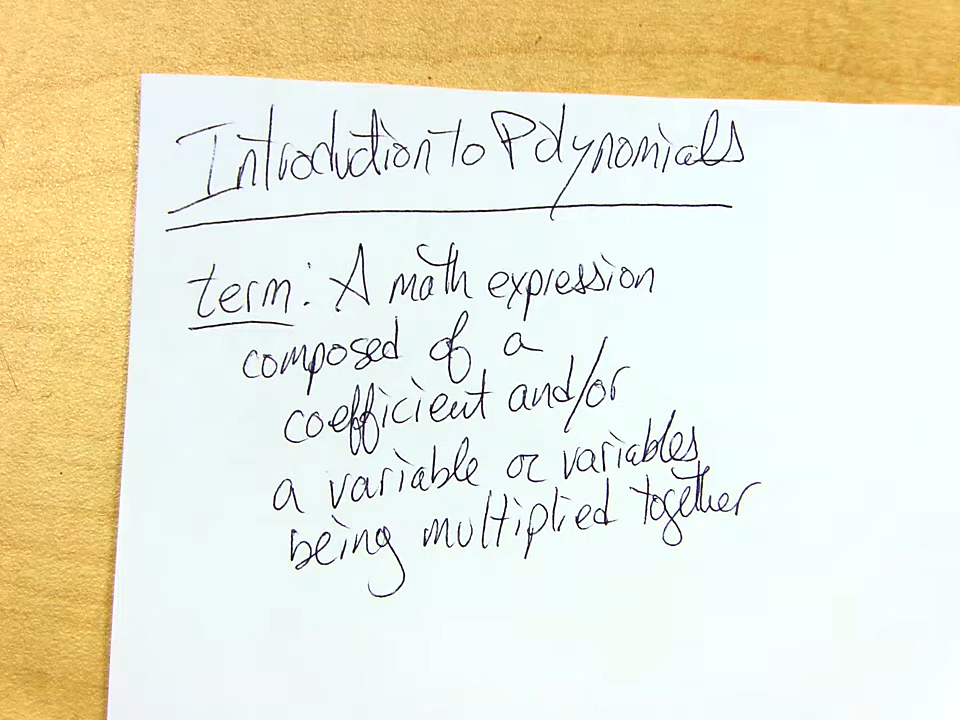 Introduction to Polynomials
term: A math expression
composed of a
coefficient and/or
a variable or variables
being multiplied together